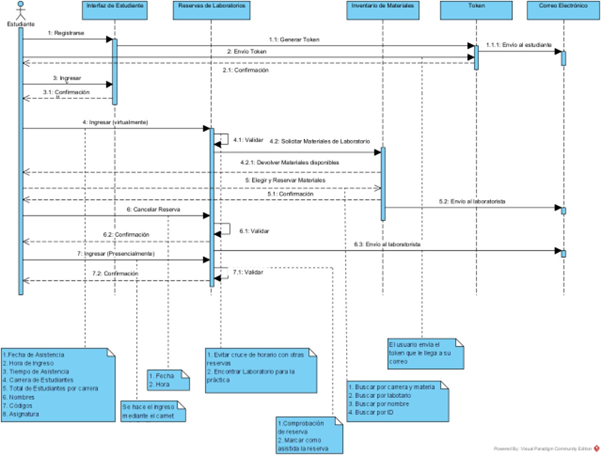 Interfaz de Estudiante
Reservas de Laboratorios
Inventario de Materiales
Token
Correo Electrónico
Estudiante
1: Registrarse
1.1: Generar Token
1.1.1: Envío al estudiante
2: Envío Token
2.1: Confirmación
3: Ingresar
3.1: Confirmación
4: Ingresar (virtualmente)
4.1: Validar
4.2: Solicitar Materiales de Laboratorio
4.2.1: Devolver Materiales disponibles
5: Elegir y Reservar Materiales
5.1: Confirmación
5.2: Envío al laboratorista
6: Cancelar Reserva
6.1: Validar
6.2: Confirmación
6.3: Envío al laboratorista
7: Ingresar (Presencialmente)
7.1: Validar
7.2: Confirmación
1.Fecha de Asistencia
2. Hora de Ingreso
3. Tiempo de Asistencia
4. Carrera de Estudiantes
5. Total de Estudiantes por carrera
6. Nombres
7. Códigos
8. Asignatura
1. Fecha
2. Hora
Se hace el ingreso
mediante el carnet
1. Evitar cruce de horario con otras
reservas
2. Encontrar Laboratorio para la
práctica
1.Comprobación
de reserva
2. Marcar como
asistida la reserva
1. Buscar por carrera y materia
2. Buscar por labotario
3. Buscar por nombre
4. Buscar por ID
El usuario envía el
token que le llega a su
correo
Powered By: Visual Paradigm Community Edition